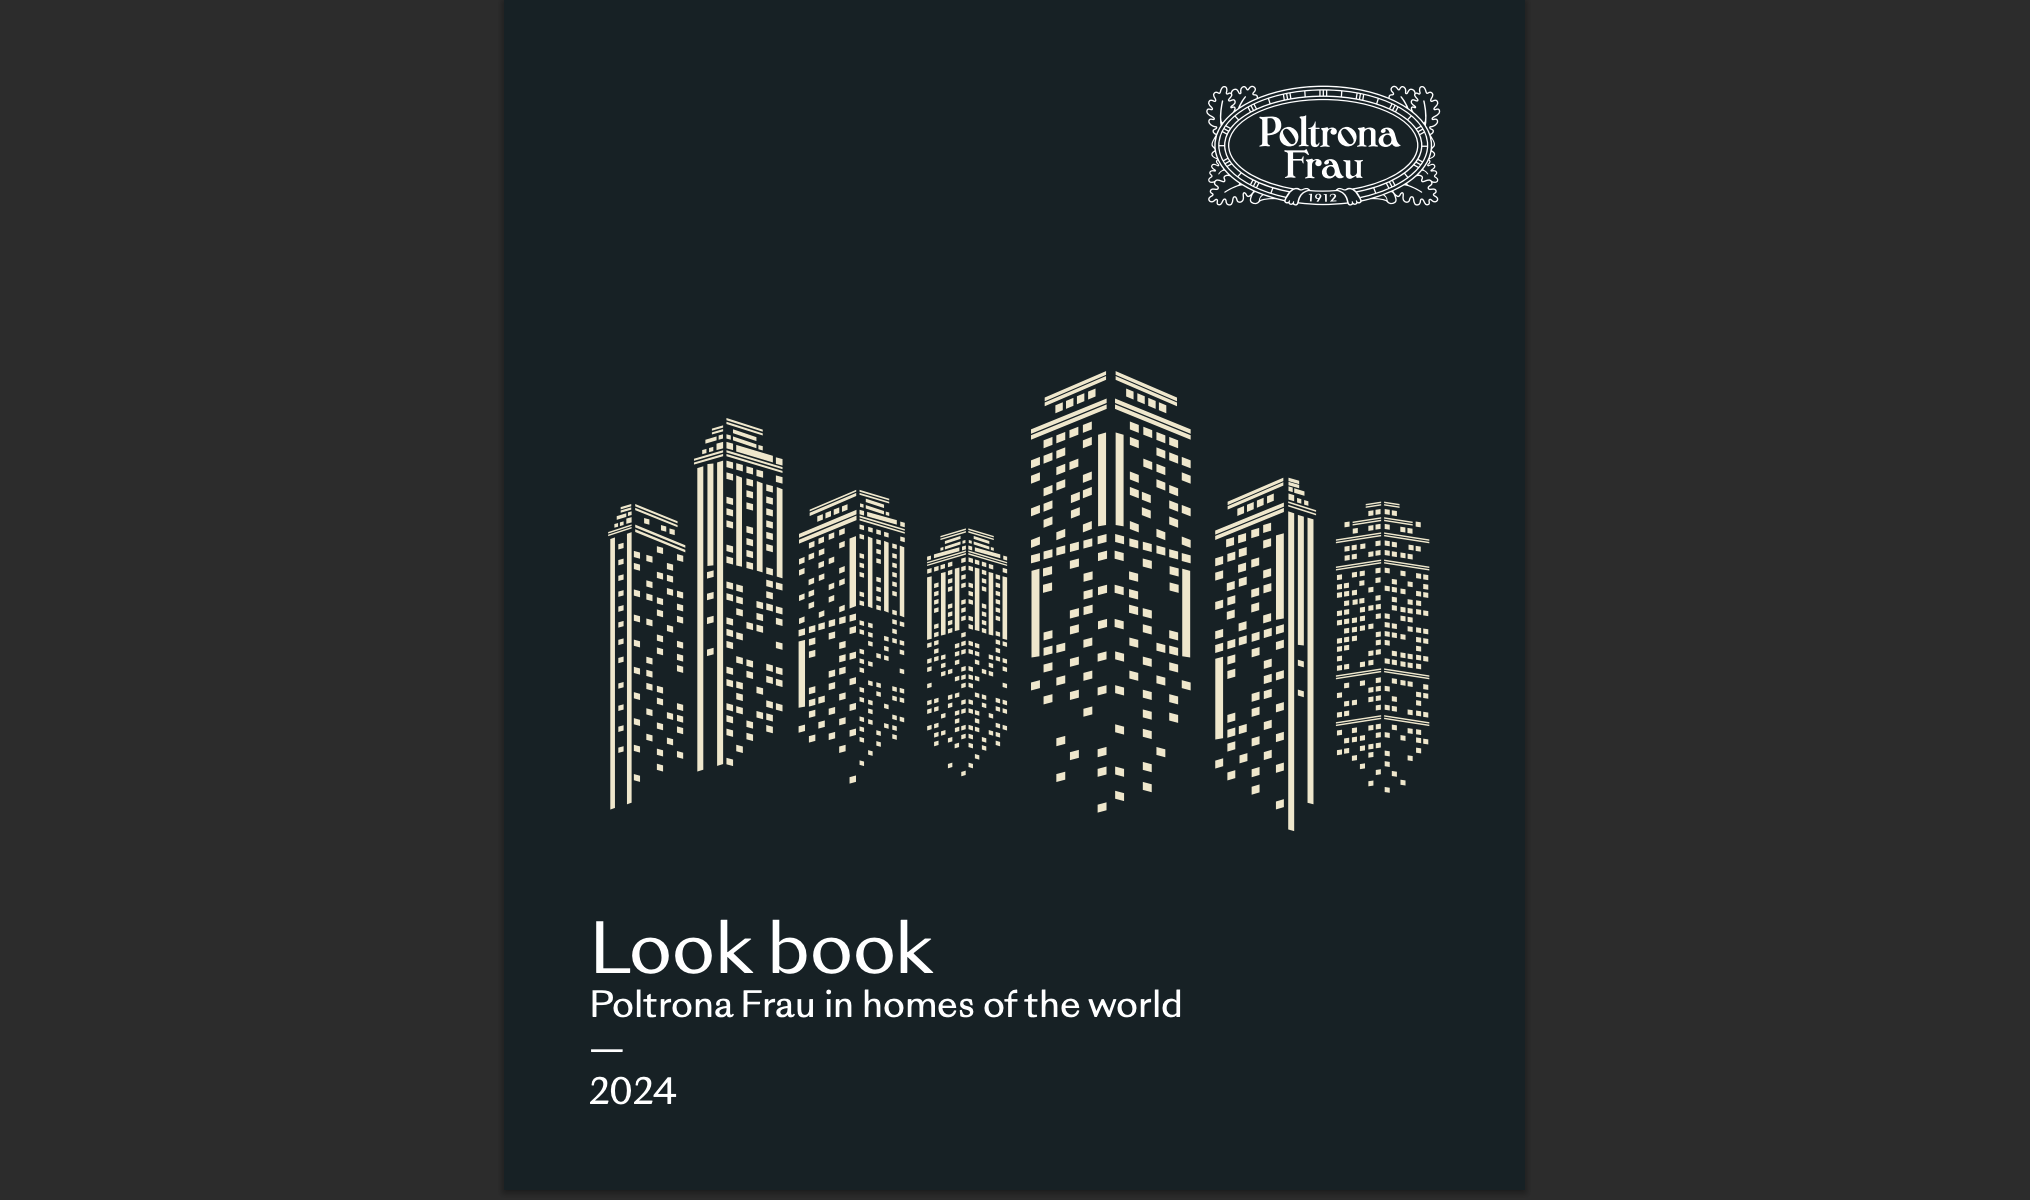 Poltrona
Frau
1912
Look book
Poltrona Frau in homes of the world
—
2024